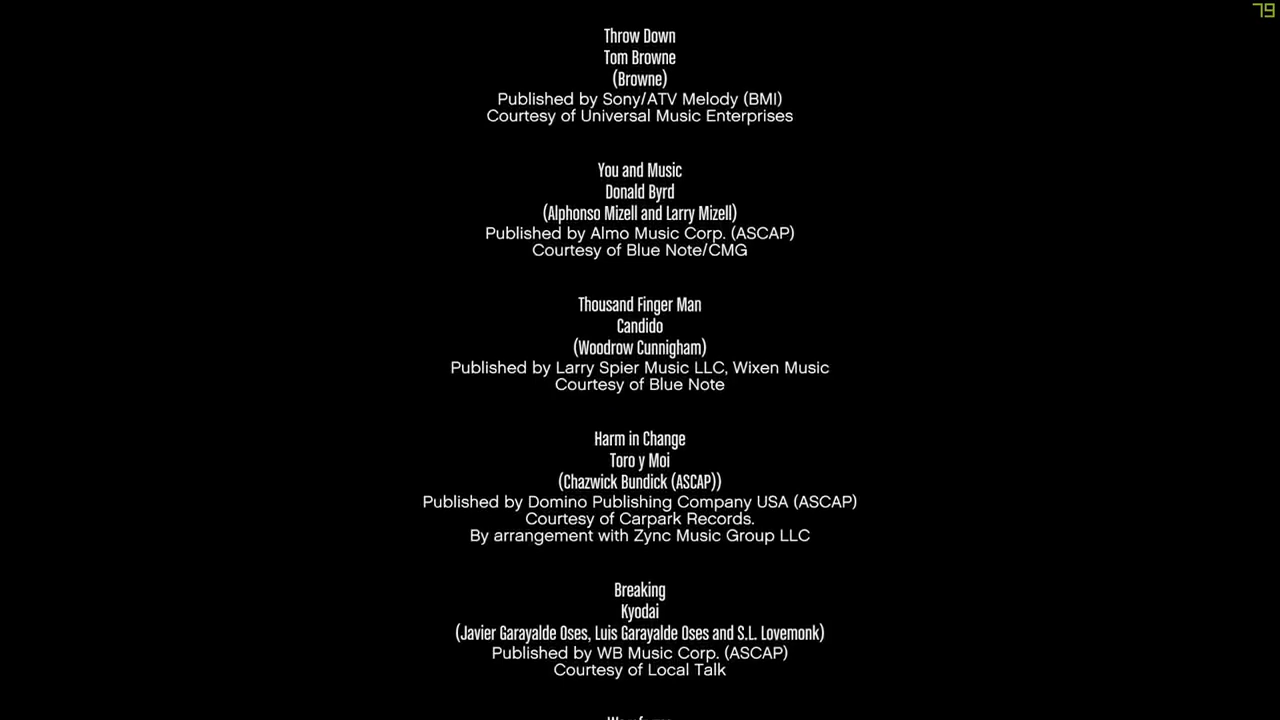 79
Throw Down
Tom Browne
(Browne)
Published by Sony/ATV Melody (BMI)
Courtesy of Universal Music Enterprises
You and Music
Donald Byrd
(Alphonso Mizell and Larry Mizell)
Published by Almo Music Corp. (ASCAP)
Courtesy of Blue Note/CMG
Thousand Finger Man
Candido
(Woodrow Cunnigham)
Published by Larry Spier Music LLC, Wixen Music
Courtesy of Blue Note
Harm in Change
Toro y Moi
(Chazwick Bundick (ASCAP))
Published by Domino Publishing Company USA (ASCAP)
Courtesy of Carpark Records.
By arrangement with Zync Music Group LLC
Breaking
Kyodai
(Javier Garayalde Oses, Luis Garayalde Oses and S.L. Lovemonk)
Published by WB Music Corp. (ASCAP)
Courtesy of Local Talk